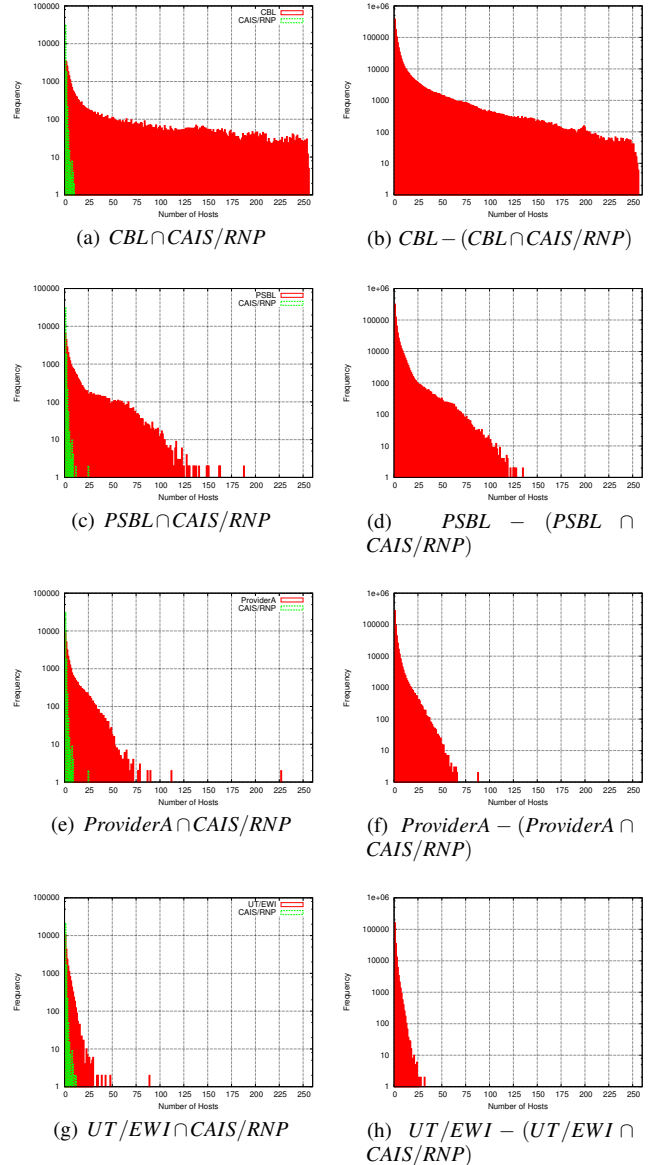 100000
10000
1000
100
10
1
Frequency
CBL
CAIS/RNP
0 25 50 75 100 125 150 175 200 225 250
Number of Hosts
(a) CBL∩CAIS/RNP
1e+06
100000
10000
1000
100
10
1
Frequency
0 25 50 75 100 125 150 175 200 225 250
Number of Hosts
(b) CBL−(CBL∩CAIS/RNP)
100000
10000
1000
100
10
1
Frequency
PSBL
CAIS/RNP
0 25 50 75 100 125 150 175 200 225 250
Number of Hosts
(c) PSBL∩CAIS/RNP
1e+06
100000
10000
1000
100
10
1
Frequency
0 25 50 75 100 125 150 175 200 225 250
Number of Hosts
(d) PSBL − (PSBL ∩
CAIS/RNP)
100000
10000
1000
100
10
1
Frequency
ProviderA
CAIS/RNP
0 25 50 75 100 125 150 175 200 225 250
Number of Hosts
(e) ProviderA∩CAIS/RNP
1e+06
100000
10000
1000
100
10
1
Frequency
0 25 50 75 100 125 150 175 200 225 250
Number of Hosts
(f) ProviderA − (ProviderA ∩
CAIS/RNP)
100000
10000
1000
100
10
1
Frequency
UT/EWI
CAIS/RNP
0 25 50 75 100 125 150 175 200 225 250
Number of Hosts
(g) UT/EWI∩CAIS/RNP
1e+06
100000
10000
1000
100
10
1
Frequency
0 25 50 75 100 125 150 175 200 225 250
Number of Hosts
(h) UT/EWI − (UT/EWI ∩
CAIS/RNP)